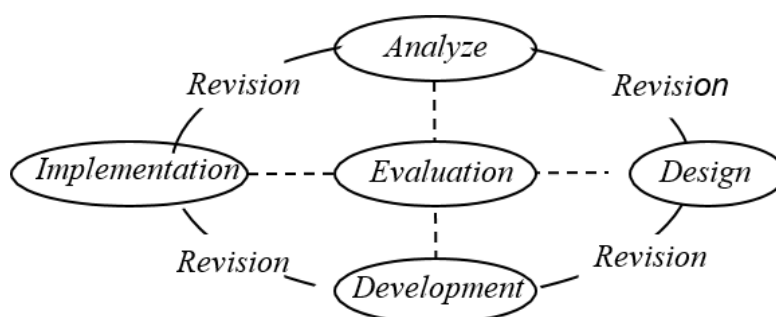 Analyze
Revision
Revision
Implementation
Evaluation
Design
Revision
Revision
Development